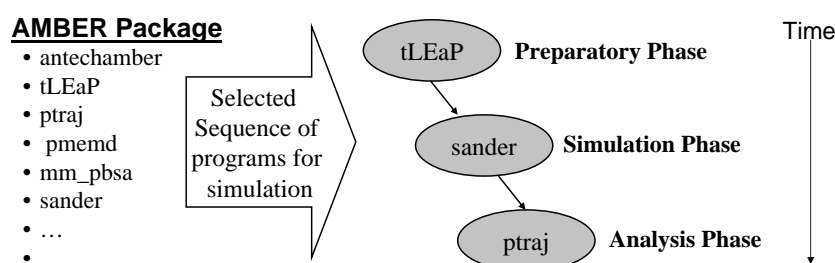 AMBER Package
• antechamber
• tLEaP
• ptraj
• pmemd
• mm_pbsa
• sander
• …
•
Selected
Sequence of
programs for
simulation
tLEaP
Preparatory Phase
sander
Simulation Phase
ptraj
Analysis Phase
Time